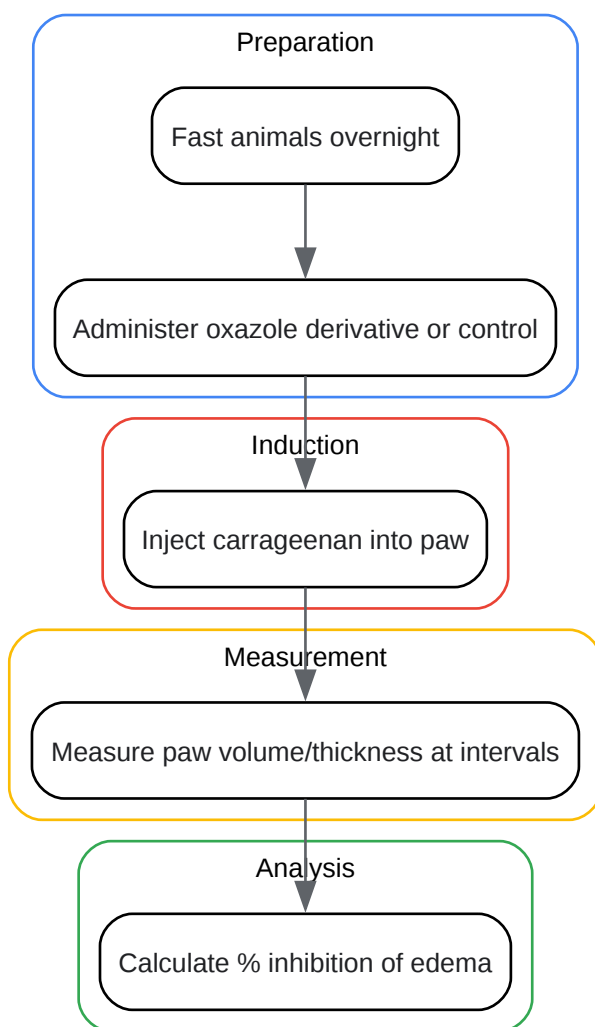 Preparation
Fast animals overnight
Administer oxazole derivative or control
Induction
Inject carrageenan into paw
Measurement
Measure paw volume/thickness at intervals
Analysis
Calculate % inhibition of edema